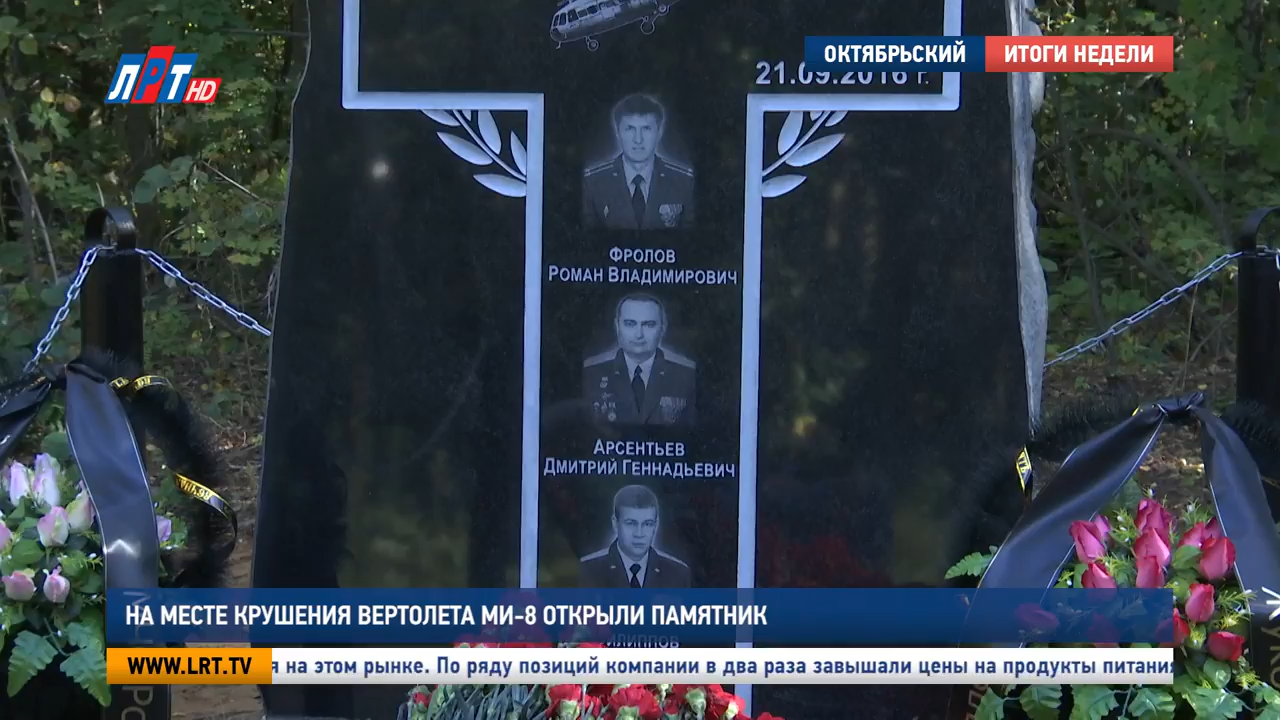 ЛРТ HD
ОКТЯБРЬСКИЙ
ИТОГИ НЕДЕЛИ
21.09.2016 г.
ФРОЛОВ
РОМАН ВЛАДИМИРОВИЧ
АРСЕНТЬЕВ
ДМИТРИЙ ГЕННАДЬЕВИЧ
НА МЕСТЕ КРУШЕНИЯ ВЕРТОЛЕТА МИ-8 ОТКРЫЛИ ПАМЯТНИК
WWW.LRT.TV
на этом рынке. По ряду позиций компании в два раза завышали цены на продукты питания